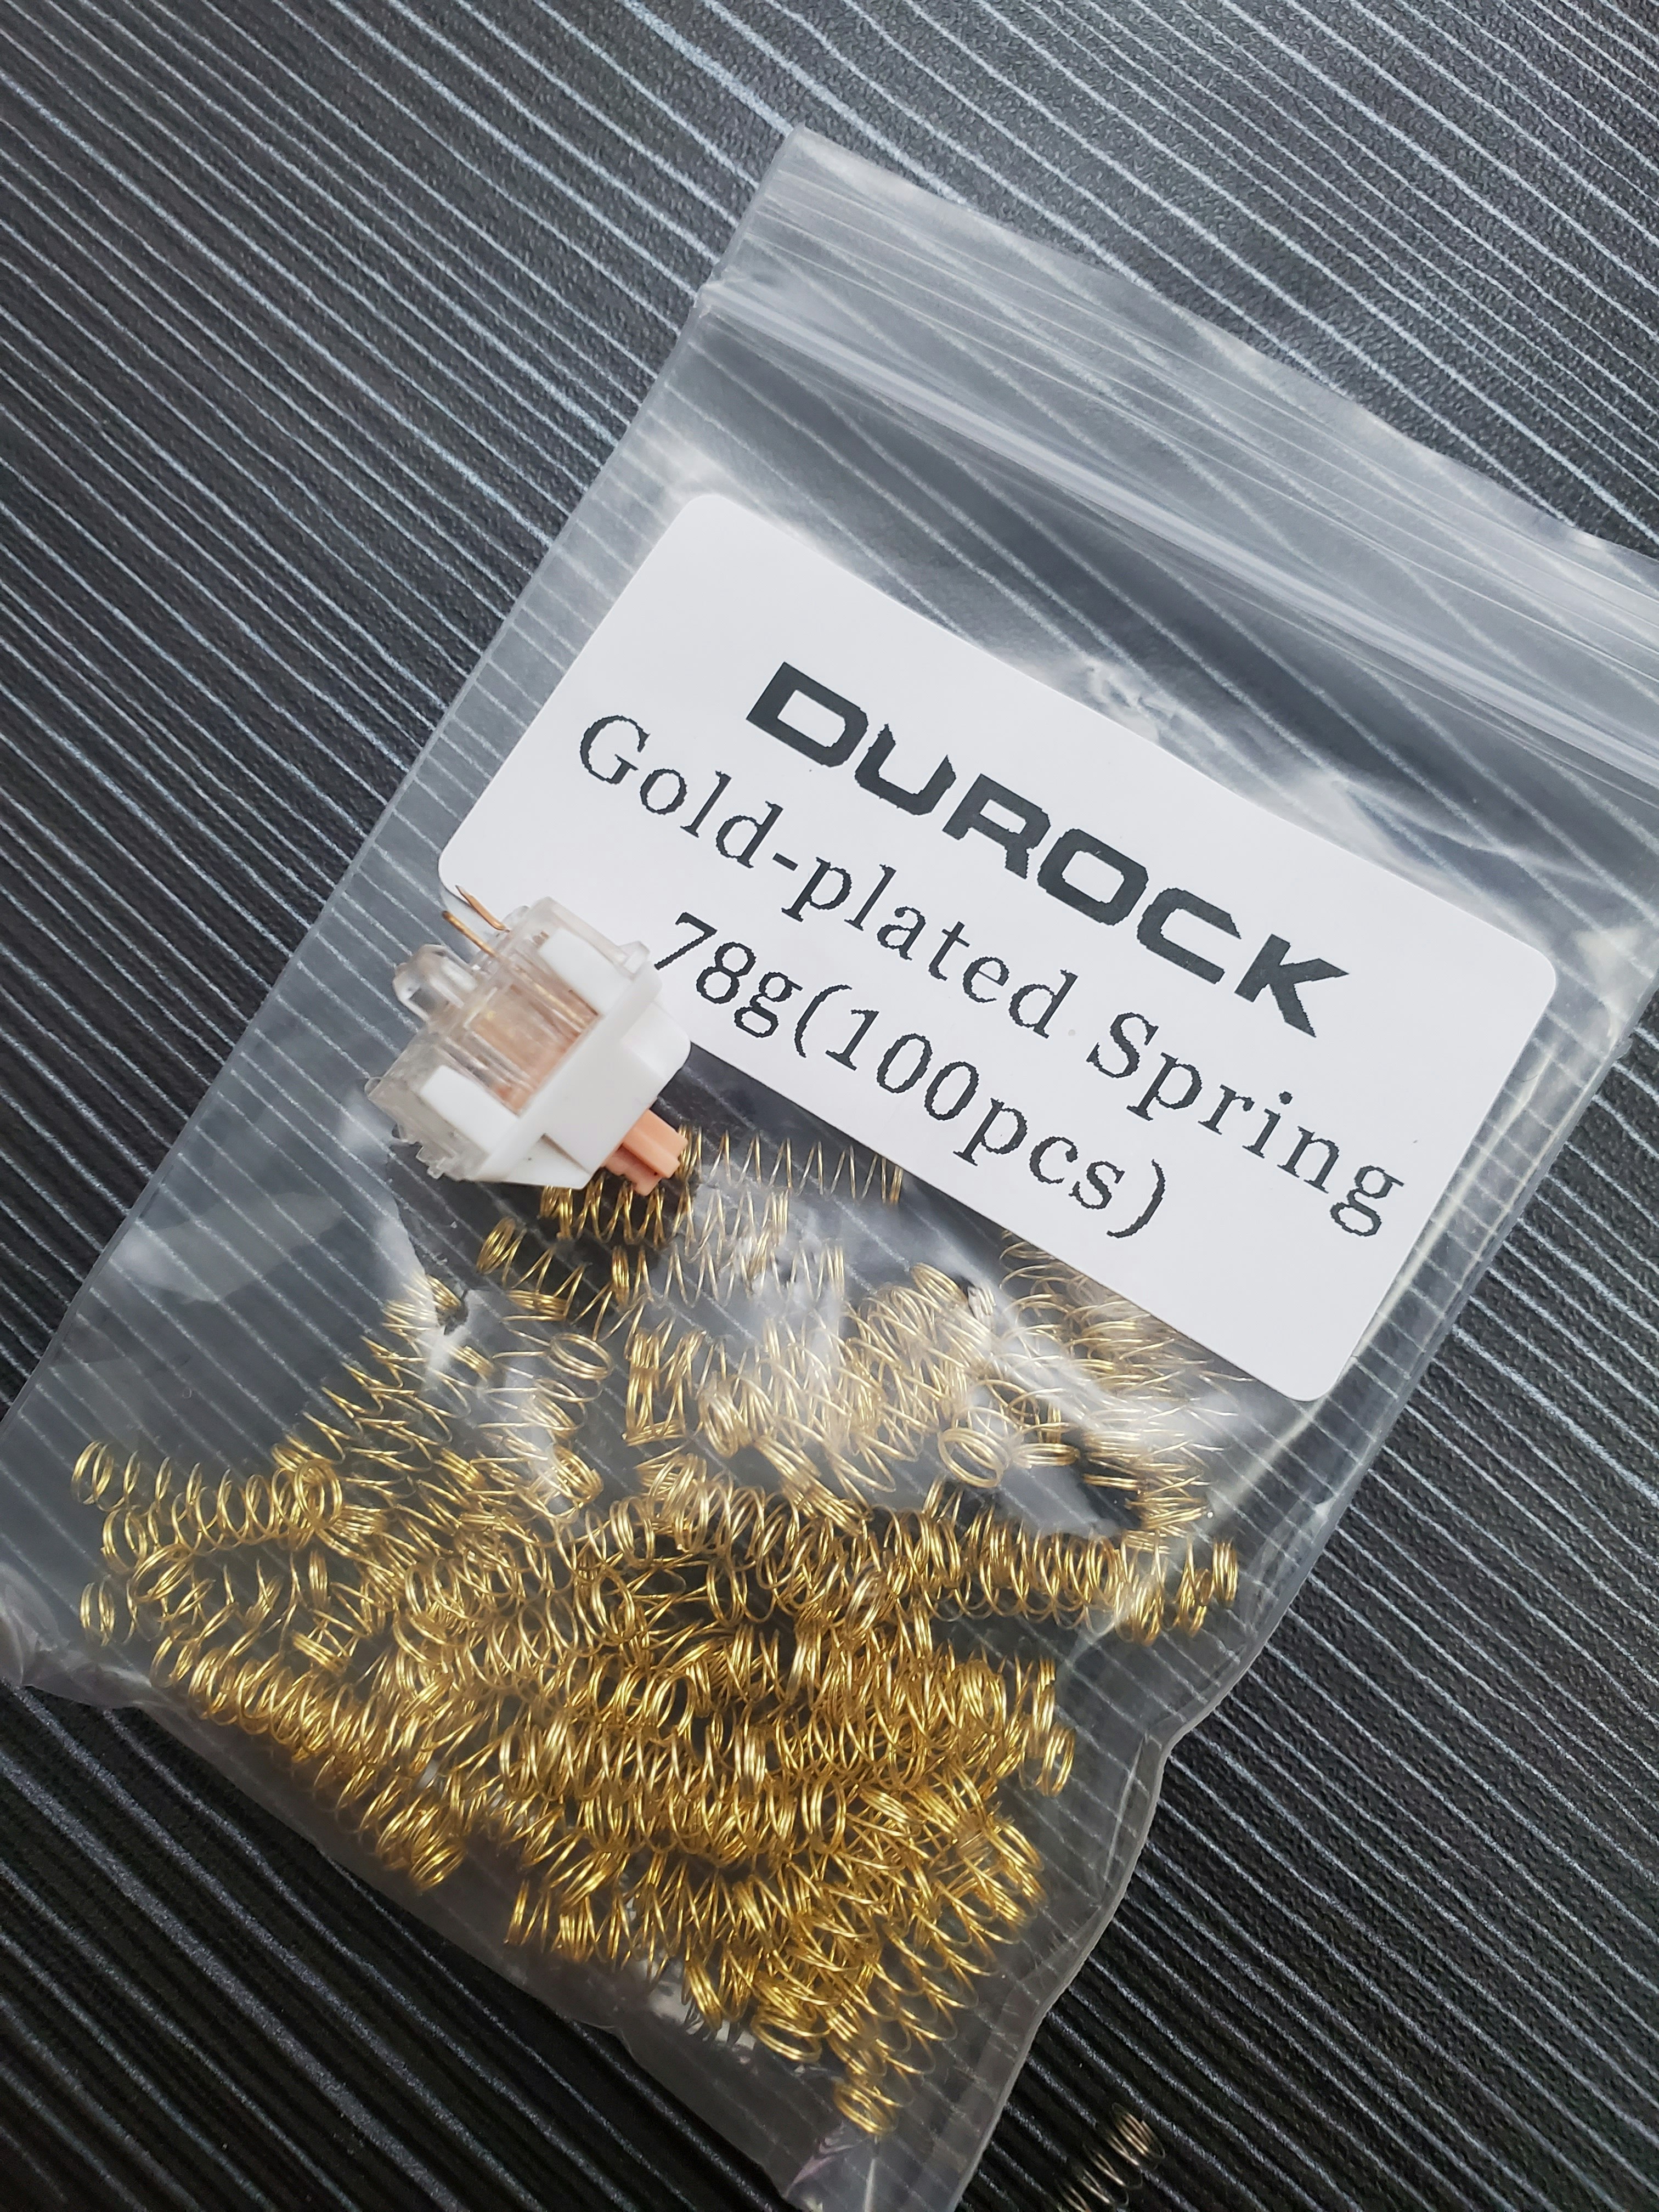 DUROCK
Gold-plated Spring
78g(100pcs)